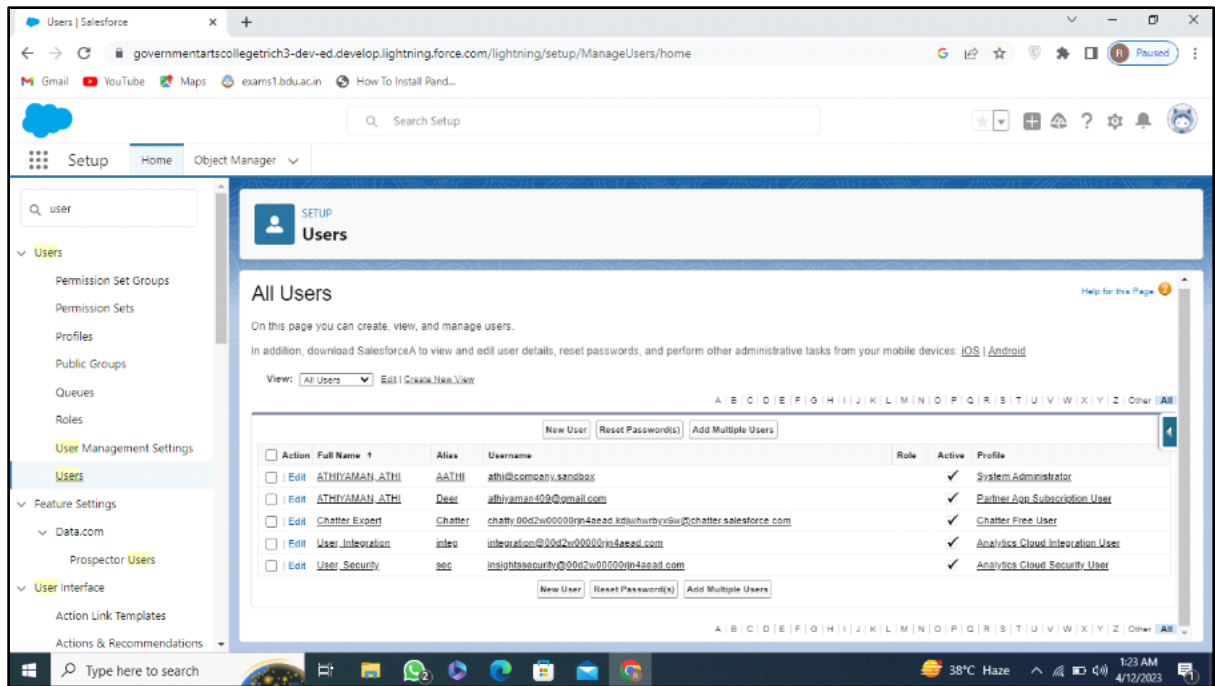 Users | Salesforce
governmentartscollegetrich3-dev-ed.develop.lightning.force.com/lightning/setup/ManageUsers/home
R Paused
Gmail YouTube Maps exams1.bdu.ac.in How To Install Pand...
Search Setup
Setup Home Object Manager
user
Users
Permission Set Groups
Permission Sets
Profiles
Public Groups
Queues
Roles
User Management Settings
Users
Feature Settings
Data.com
Prospector Users
User Interface
Action Link Templates
Actions & Recommendations
SETUP
Users
All Users
Help for this Page
On this page you can create, view, and manage users.
In addition, download SalesforceA to view and edit user details, reset passwords, and perform other administrative tasks from your mobile devices: iOS | Android
View: All Users Edit | Create New View
A | B | C | D | E | F | G | H | I | J | K | L | M | N | O | P | Q | R | S | T | U | V | W | X | Y | Z | Other All
New User Reset Password(s) Add Multiple Users
Action Full Name ↑ Alias Username Role Active Profile
| Edit ATHIYAMAN, ATHI AATHI athi@company.sandbox System Administrator
| Edit ATHIYAMAN, ATHI Deer athiyaman409@gmail.com Partner App Subscription User
| Edit Chatter Expert Chatter Chatter Free User
| Edit User, Integration integ integration@00d2w00000rjn4aead.com Analytics Cloud Integration User
| Edit User, Security sec insightssecurity@00d2w00000rjn4aead.com Analytics Cloud Security User
New User Reset Password(s) Add Multiple Users
A | B | C | D | E | F | G | H | I | J | K | L | M | N | O | P | Q | R | S | T | U | V | W | X | Y | Z | Other All
Type here to search
2
38°C Haze
1:23 AM
4/12/2023
1